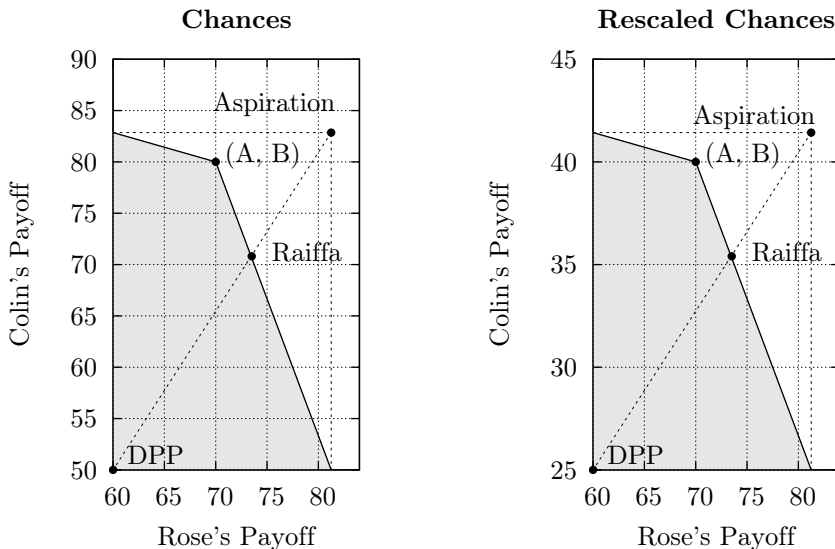 Chances
90
85
80
75
70
65
60
55
50
60 65 70 75 80
Colin's Payoff
Rose's Payoff
Aspiration
(A, B)
Raiffa
DPP
Rescaled Chances
45
40
35
30
25
60 65 70 75 80
Colin's Payoff
Rose's Payoff
Aspiration
(A, B)
Raiffa
DPP